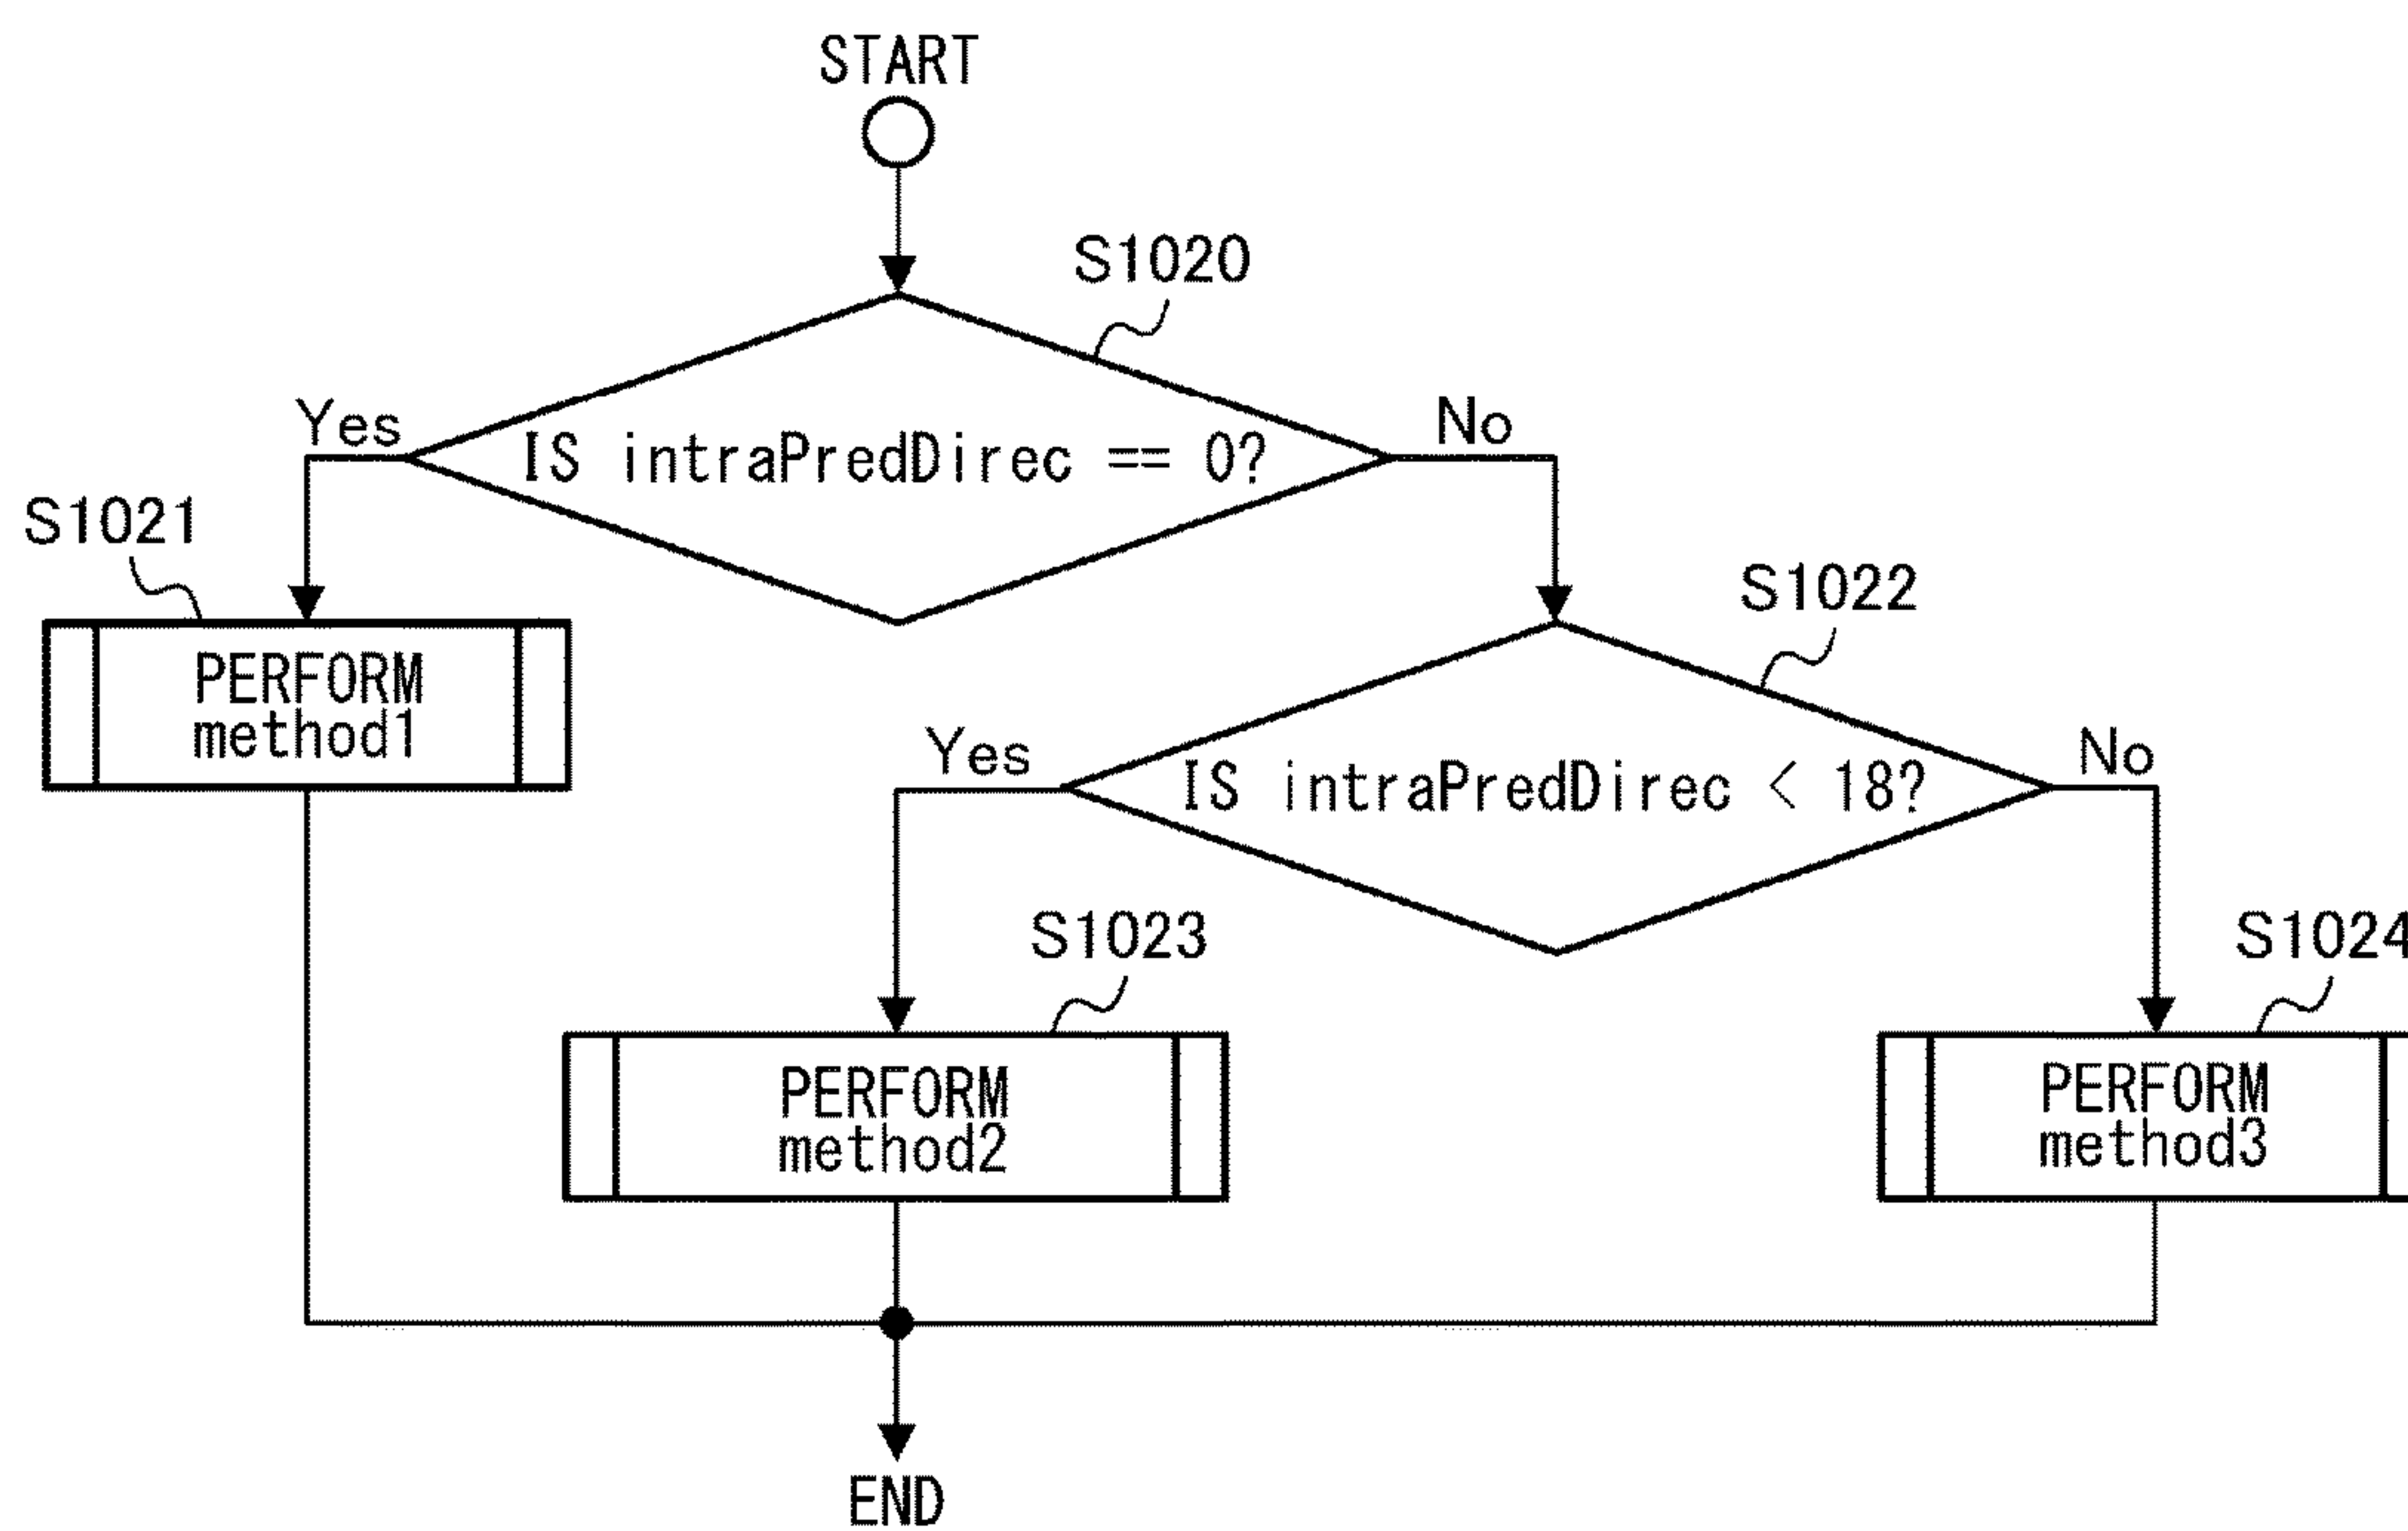 START
S1020
Yes
IS intraPredDirec == 0?
No
S1021
PERFORM
method1
S1022
Yes
IS intraPredDirec < 18?
No
S1023
PERFORM
method2
S1024
PERFORM
method3
END